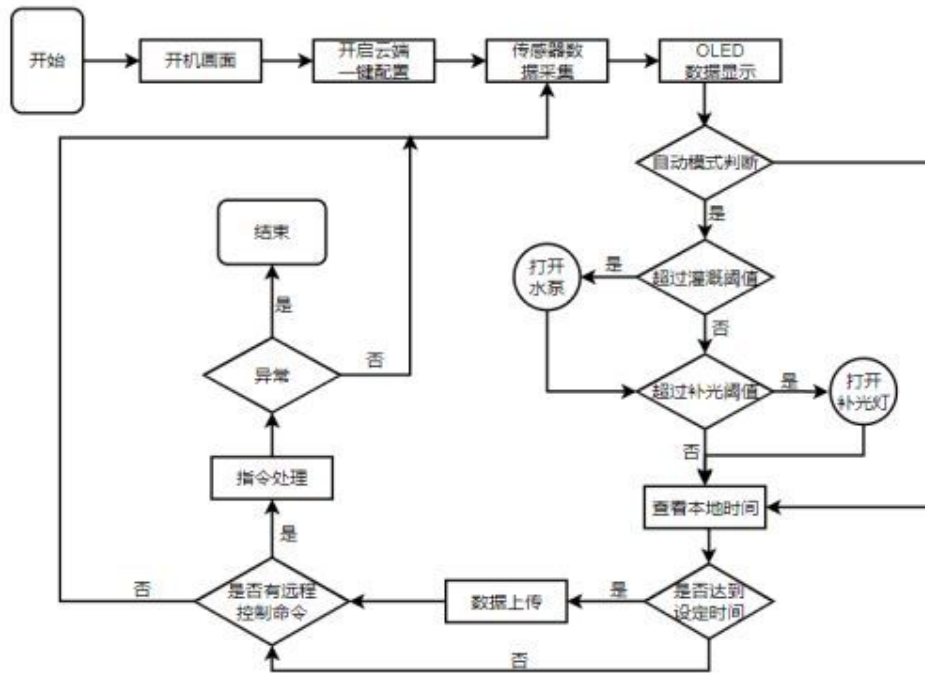 开始
开机画面
开启云端
一键配置
传感器数
据采集
OLED
数据显示
自动模式判断
是
超过灌溉阈值
是
打开
水泵
否
超过补光阈值
是
打开
补光灯
否
查看本地时间
是否达到
设定时间
是
数据上传
否
是否有远程
控制命令
否
是
指令处理
异常
否
是
结束